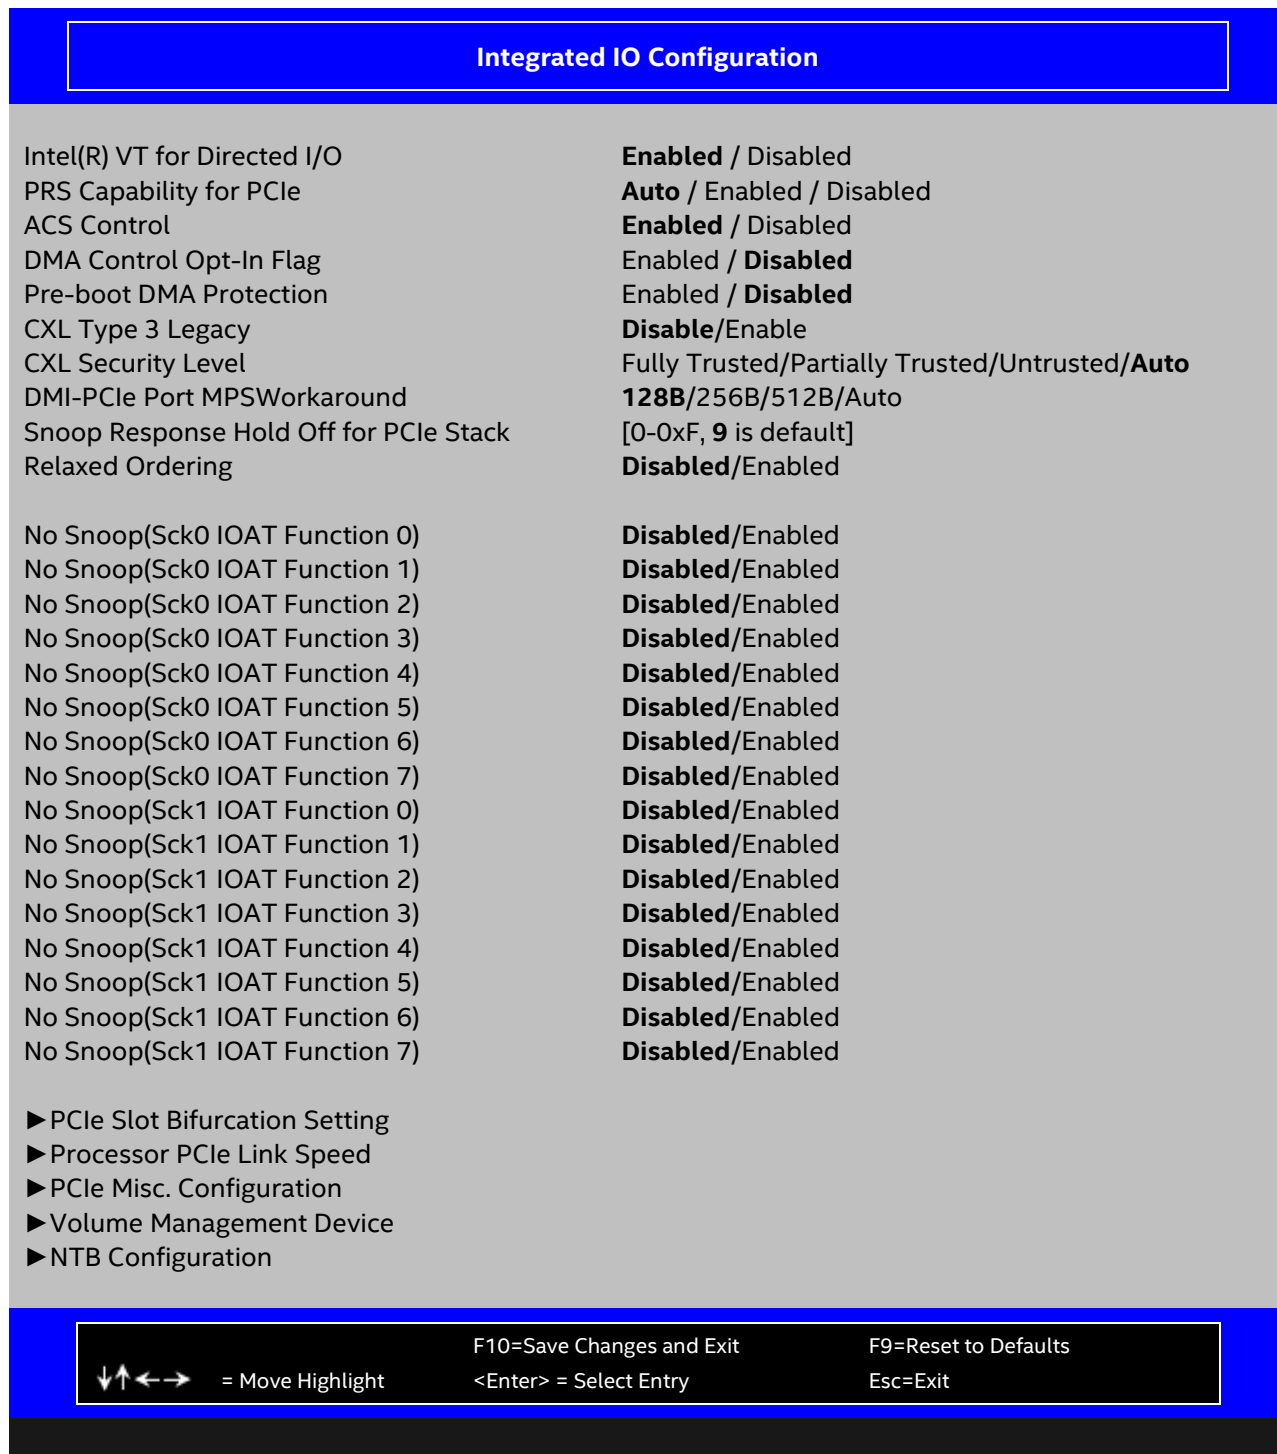 Integrated IO Configuration
Intel(R) VT for Directed I/O Enabled / Disabled
PRS Capability for PCIe Auto / Enabled / Disabled
ACS Control Enabled / Disabled
DMA Control Opt-In Flag Enabled / Disabled
Pre-boot DMA Protection Enabled / Disabled
CXL Type 3 Legacy Disable/Enable
CXL Security Level Fully Trusted/Partially Trusted/Untrusted/Auto
DMI-PCIe Port MPSWorkaround 128B/256B/512B/Auto
Snoop Response Hold Off for PCIe Stack [0-0xF, 9 is default]
Relaxed Ordering Disabled/Enabled
No Snoop(Sck0 IOAT Function 0) Disabled/Enabled
No Snoop(Sck0 IOAT Function 1) Disabled/Enabled
No Snoop(Sck0 IOAT Function 2) Disabled/Enabled
No Snoop(Sck0 IOAT Function 3) Disabled/Enabled
No Snoop(Sck0 IOAT Function 4) Disabled/Enabled
No Snoop(Sck0 IOAT Function 5) Disabled/Enabled
No Snoop(Sck0 IOAT Function 6) Disabled/Enabled
No Snoop(Sck0 IOAT Function 7) Disabled/Enabled
No Snoop(Sck1 IOAT Function 0) Disabled/Enabled
No Snoop(Sck1 IOAT Function 1) Disabled/Enabled
No Snoop(Sck1 IOAT Function 2) Disabled/Enabled
No Snoop(Sck1 IOAT Function 3) Disabled/Enabled
No Snoop(Sck1 IOAT Function 4) Disabled/Enabled
No Snoop(Sck1 IOAT Function 5) Disabled/Enabled
No Snoop(Sck1 IOAT Function 6) Disabled/Enabled
No Snoop(Sck1 IOAT Function 7) Disabled/Enabled
►PCIe Slot Bifurcation Setting
►Processor PCIe Link Speed
►PCIe Misc. Configuration
►Volume Management Device
►NTB Configuration
F10=Save Changes and Exit F9=Reset to Defaults
↓↑←→ = Move Highlight <Enter> = Select Entry Esc=Exit